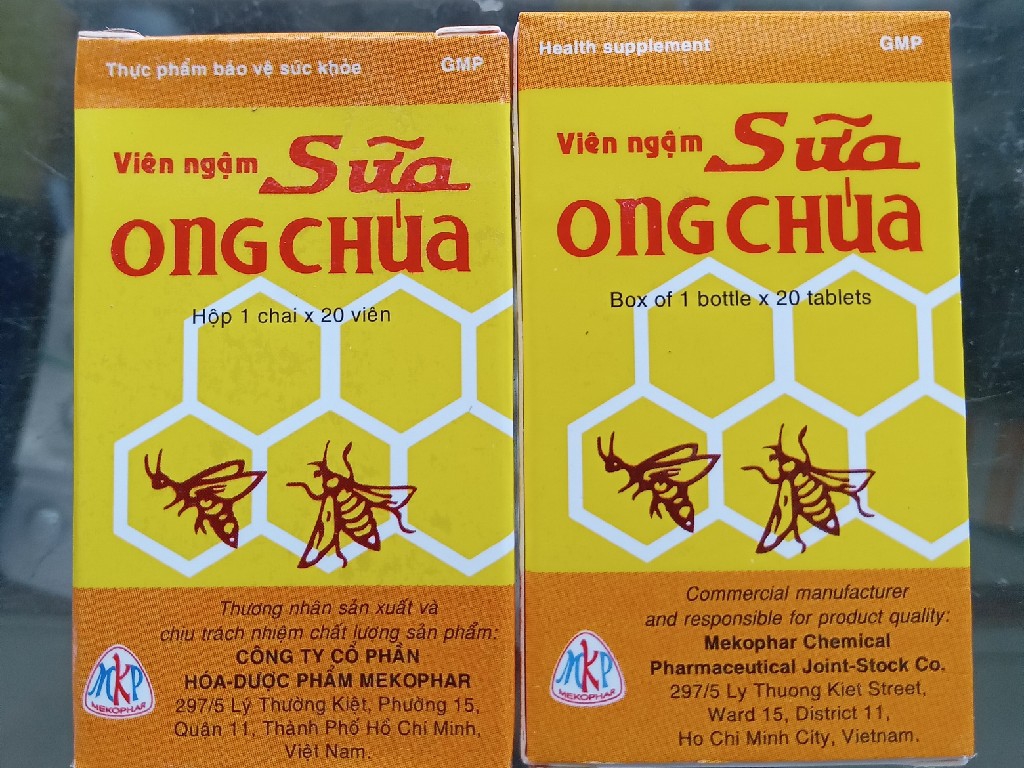 Thực phẩm bảo vệ sức khỏe GMP
Viên ngậm Sữa
ONG CHÚA
Hộp 1 chai x 20 viên
Thương nhân sản xuất và
chịu trách nhiệm chất lượng sản phẩm:
CÔNG TY CỔ PHẦN
HÓA-DƯỢC PHẨM MEKOPHAR
297/5 Lý Thường Kiệt, Phường 15,
Quận 11, Thành Phố Hồ Chí Minh,
Việt Nam.
MKP
MEKOPHAR
Health supplement GMP
Viên ngậm Sữa
ONG CHÚA
Box of 1 bottle x 20 tablets
Commercial manufacturer
and responsible for product quality:
Mekophar Chemical
Pharmaceutical Joint-Stock Co.
297/5 Ly Thuong Kiet Street,
Ward 15, District 11,
Ho Chi Minh City, Vietnam.
MKP
MEKOPHAR